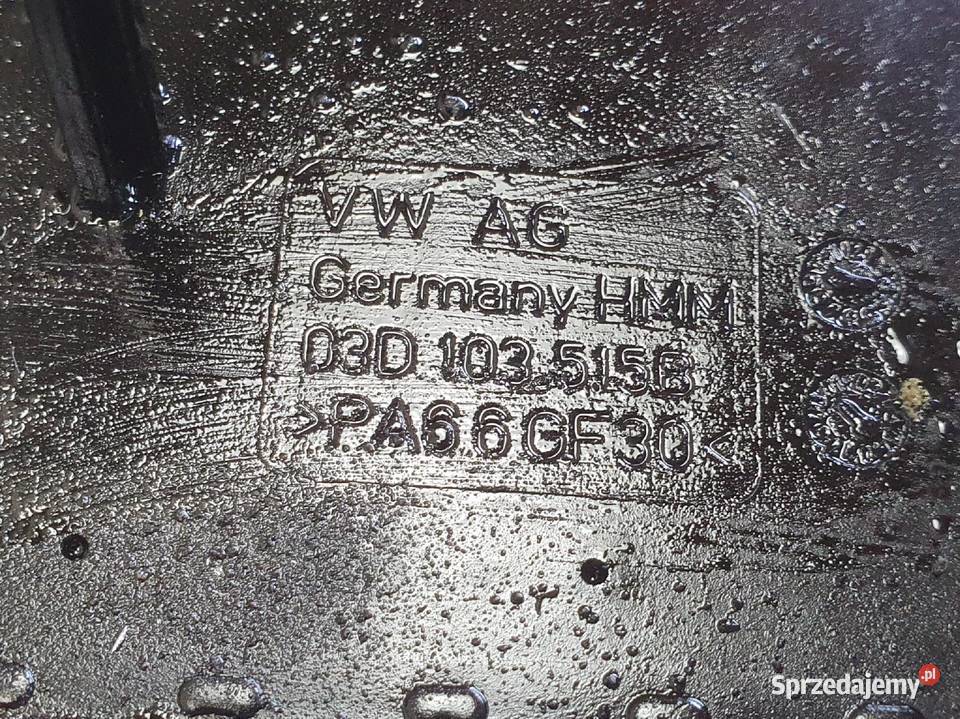 VW AG
Germany HMM
03D 103 515B
>PA66GF30<
Sprzedajemy.pl